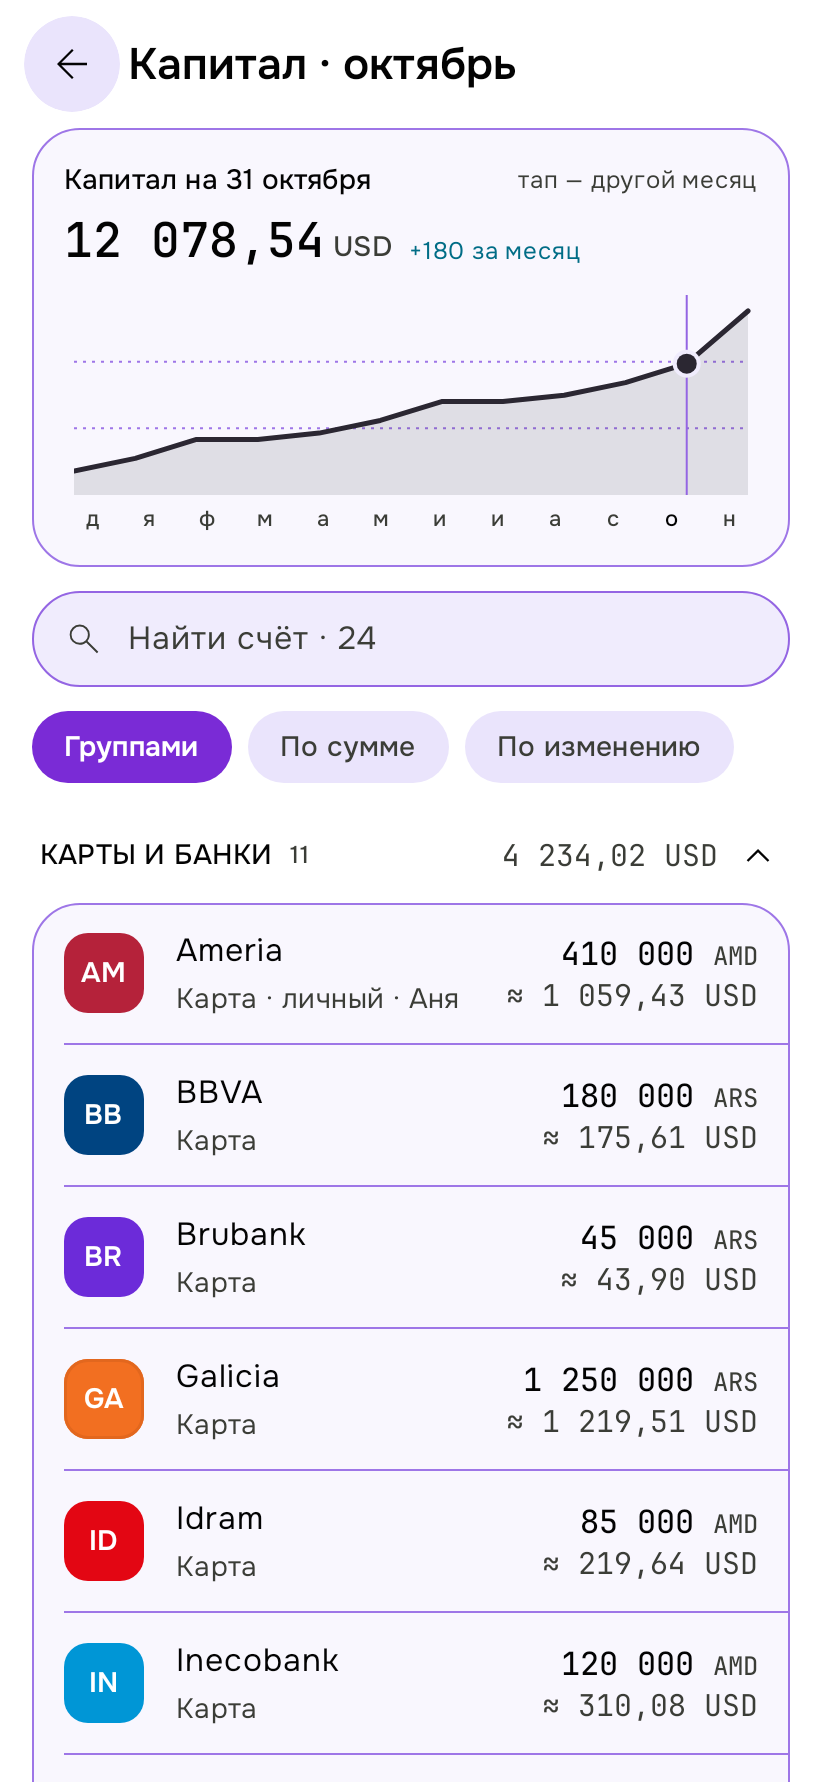 Капитал · октябрь
Капитал на 31 октября
тап — другой месяц
12 078,54 USD +180 за месяц
д я ф м а м и и а с о н
Найти счёт · 24
Группами По сумме По изменению
КАРТЫ И БАНКИ 11 4 234,02 USD
AM Ameria 410 000 AMD
Карта · личный · Аня ≈ 1 059,43 USD
BB BBVA 180 000 ARS
Карта ≈ 175,61 USD
BR Brubank 45 000 ARS
Карта ≈ 43,90 USD
GA Galicia 1 250 000 ARS
Карта ≈ 1 219,51 USD
ID Idram 85 000 AMD
Карта ≈ 219,64 USD
IN Inecobank 120 000 AMD
Карта ≈ 310,08 USD